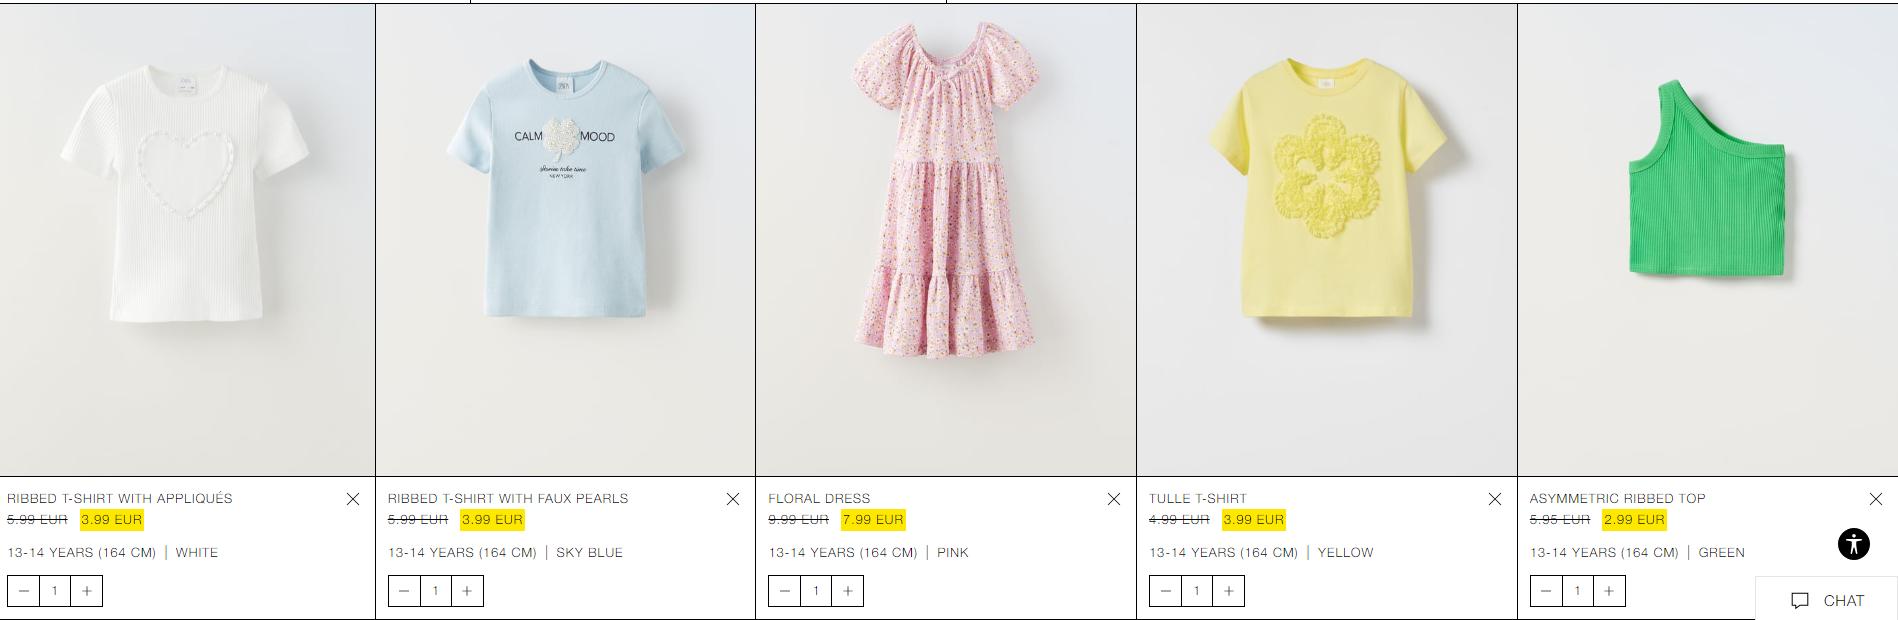 CALM MOOD
stories take time
NEW YORK
RIBBED T-SHIRT WITH APPLIQUÉS
5.99 EUR 3.99 EUR
13-14 YEARS (164 CM) | WHITE
1
RIBBED T-SHIRT WITH FAUX PEARLS
5.99 EUR 3.99 EUR
13-14 YEARS (164 CM) | SKY BLUE
1
FLORAL DRESS
9.99 EUR 7.99 EUR
13-14 YEARS (164 CM) | PINK
1
TULLE T-SHIRT
4.99 EUR 3.99 EUR
13-14 YEARS (164 CM) | YELLOW
1
ASYMMETRIC RIBBED TOP
5.95 EUR 2.99 EUR
13-14 YEARS (164 CM) | GREEN
1
CHAT